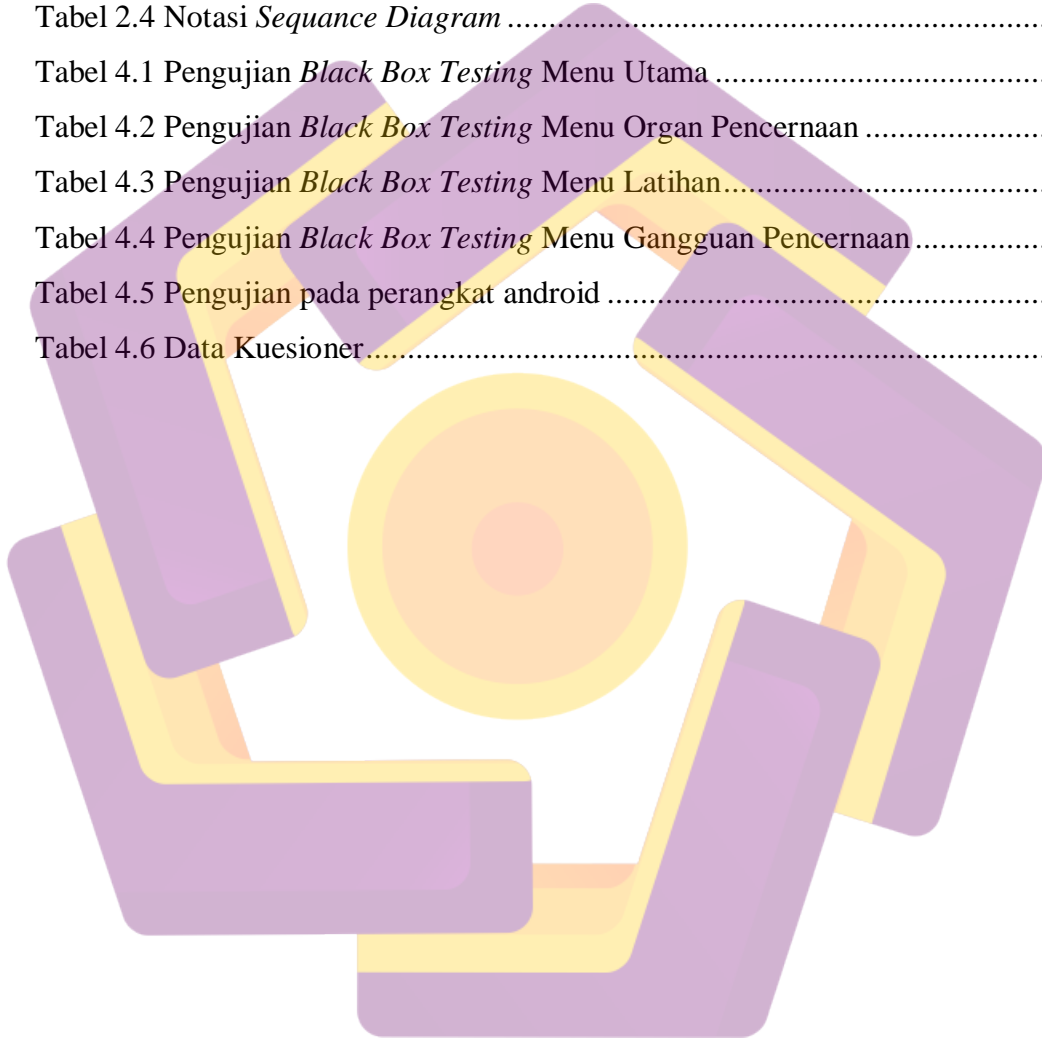 Tabel 2.4 Notasi Sequance Diagram ..........................................................
Tabel 4.1 Pengujian Black Box Testing Menu Utama ....................................
Tabel 4.2 Pengujian Black Box Testing Menu Organ Pencernaan ....................
Tabel 4.3 Pengujian Black Box Testing Menu Latihan...................................
Tabel 4.4 Pengujian Black Box Testing Menu Gangguan Pencernaan..............
Tabel 4.5 Pengujian pada perangkat android ................................................
Tabel 4.6 Data Kuesioner.............................................................................